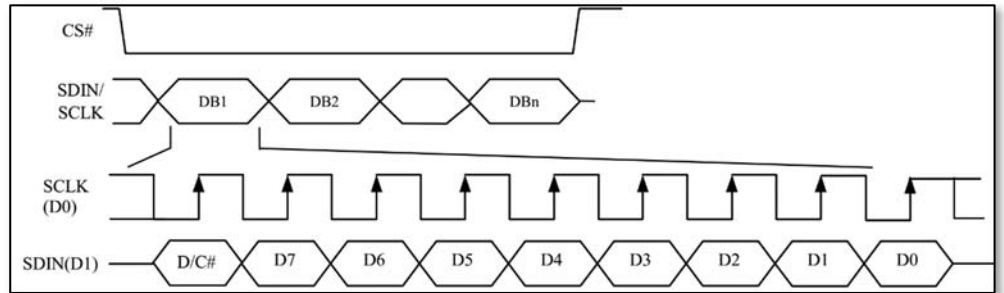 CS#
SDIN/
SCLK
DB1 DB2 DBn
SCLK
(D0)
SDIN(D1) D/C# D7 D6 D5 D4 D3 D2 D1 D0